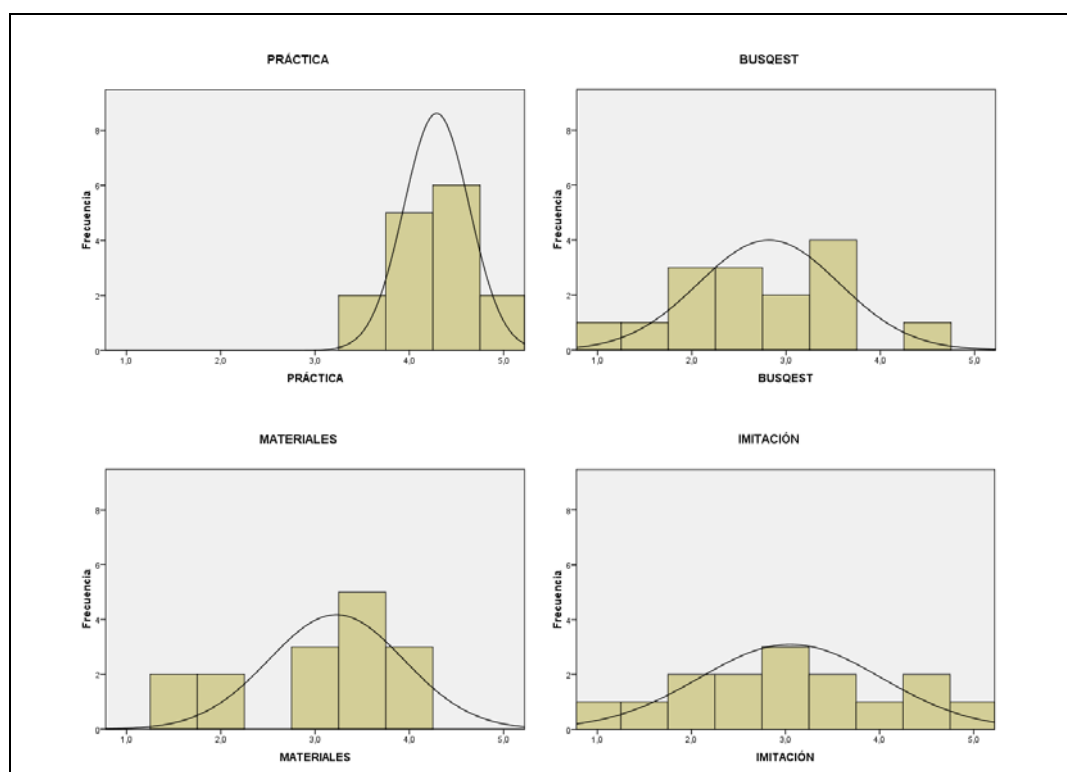 PRÁCTICA
Frecuencia
8
6
4
2
0
1,0 2,0 3,0 4,0 5,0
PRÁCTICA
BUSQEST
Frecuencia
8
6
4
2
0
1,0 2,0 3,0 4,0 5,0
BUSQEST
MATERIALES
Frecuencia
8
6
4
2
0
1,0 2,0 3,0 4,0 5,0
MATERIALES
IMITACIÓN
Frecuencia
8
6
4
2
0
1,0 2,0 3,0 4,0 5,0
IMITACIÓN